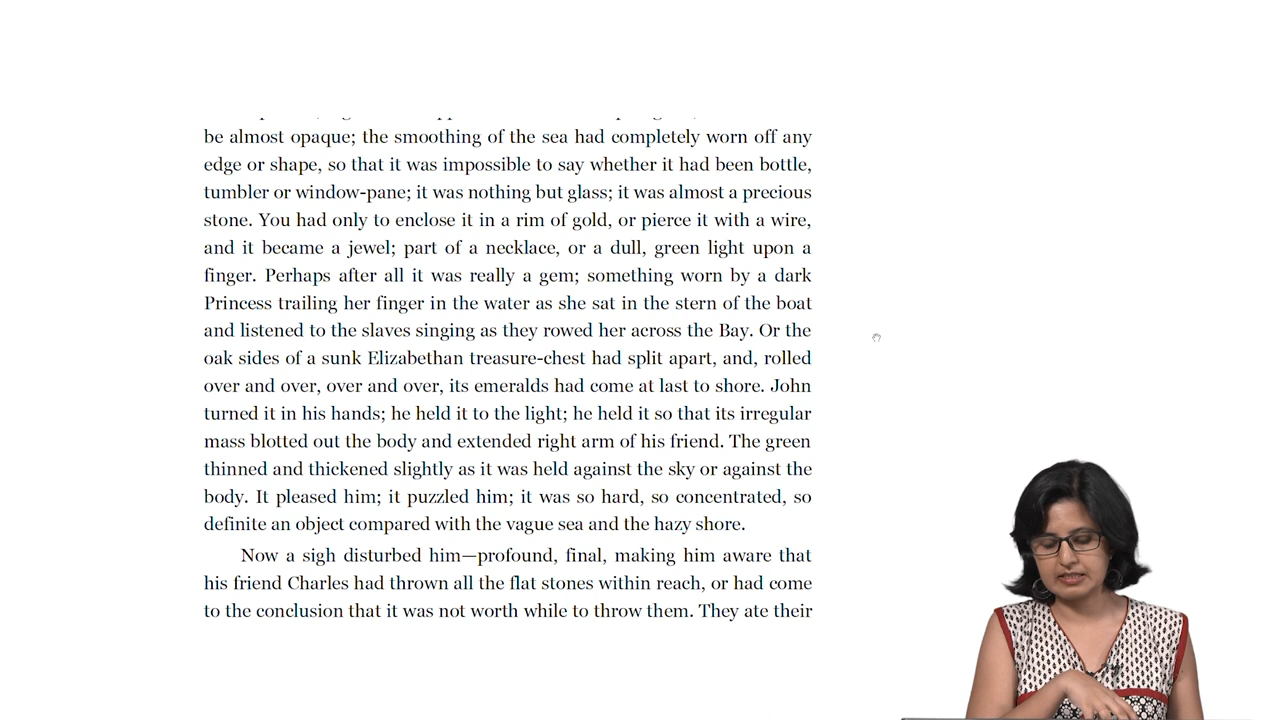 be almost opaque; the smoothing of the sea had completely worn off any
edge or shape, so that it was impossible to say whether it had been bottle,
tumbler or window-pane; it was nothing but glass; it was almost a precious
stone. You had only to enclose it in a rim of gold, or pierce it with a wire,
and it became a jewel; part of a necklace, or a dull, green light upon a
finger. Perhaps after all it was really a gem; something worn by a dark
Princess trailing her finger in the water as she sat in the stern of the boat
and listened to the slaves singing as they rowed her across the Bay. Or the
oak sides of a sunk Elizabethan treasure-chest had split apart, and, rolled
over and over, over and over, its emeralds had come at last to shore. John
turned it in his hands; he held it to the light; he held it so that its irregular
mass blotted out the body and extended right arm of his friend. The green
thinned and thickened slightly as it was held against the sky or against the
body. It pleased him; it puzzled him; it was so hard, so concentrated, so
definite an object compared with the vague sea and the hazy shore.
Now a sigh disturbed him—profound, final, making him aware that
his friend Charles had thrown all the flat stones within reach, or had come
to the conclusion that it was not worth while to throw them. They ate their